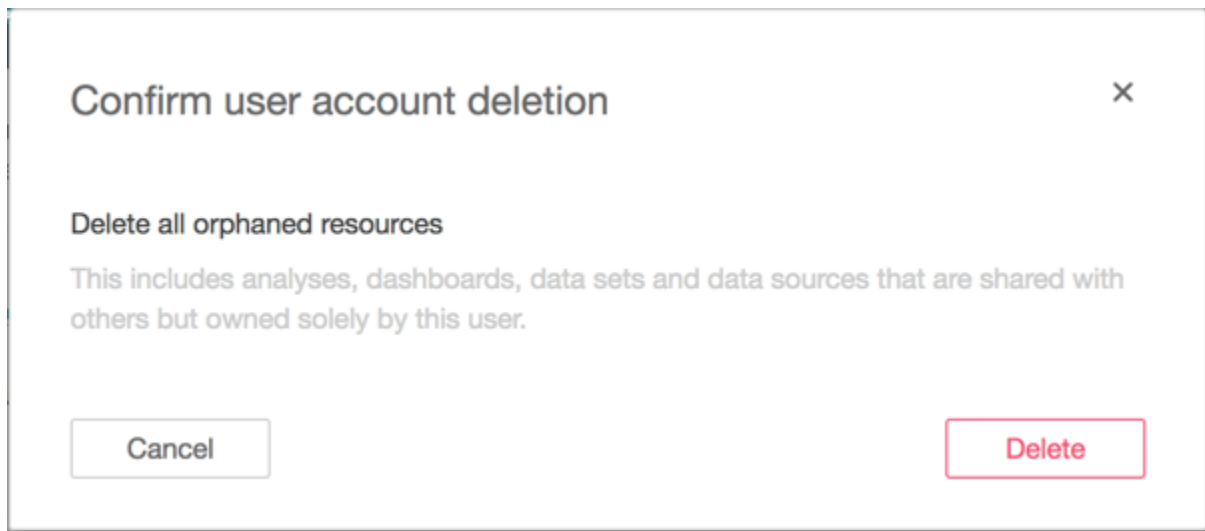 Confirm user account deletion
Delete all orphaned resources
This includes analyses, dashboards, data sets and data sources that are shared with
others but owned solely by this user.
Cancel
Delete